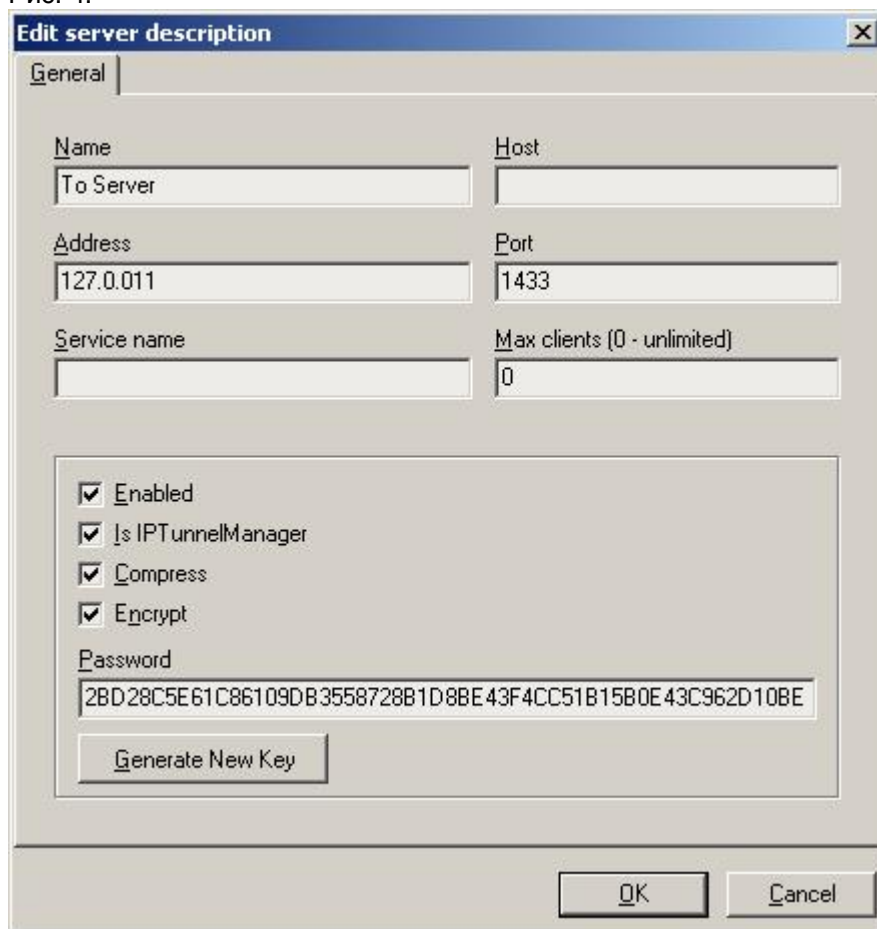 Edit server description
General
Name
Host
To Server
Address
Port
127.0.011
1433
Service name
Max clients (0 - unlimited)
0
Enabled
Is IPTunnelManager
Compress
Encrypt
Password
2BD28C5E61C86109DB3558728B1D8BE43F4CC51B15B0E43C962D10BE
Generate New Key
OK
Cancel